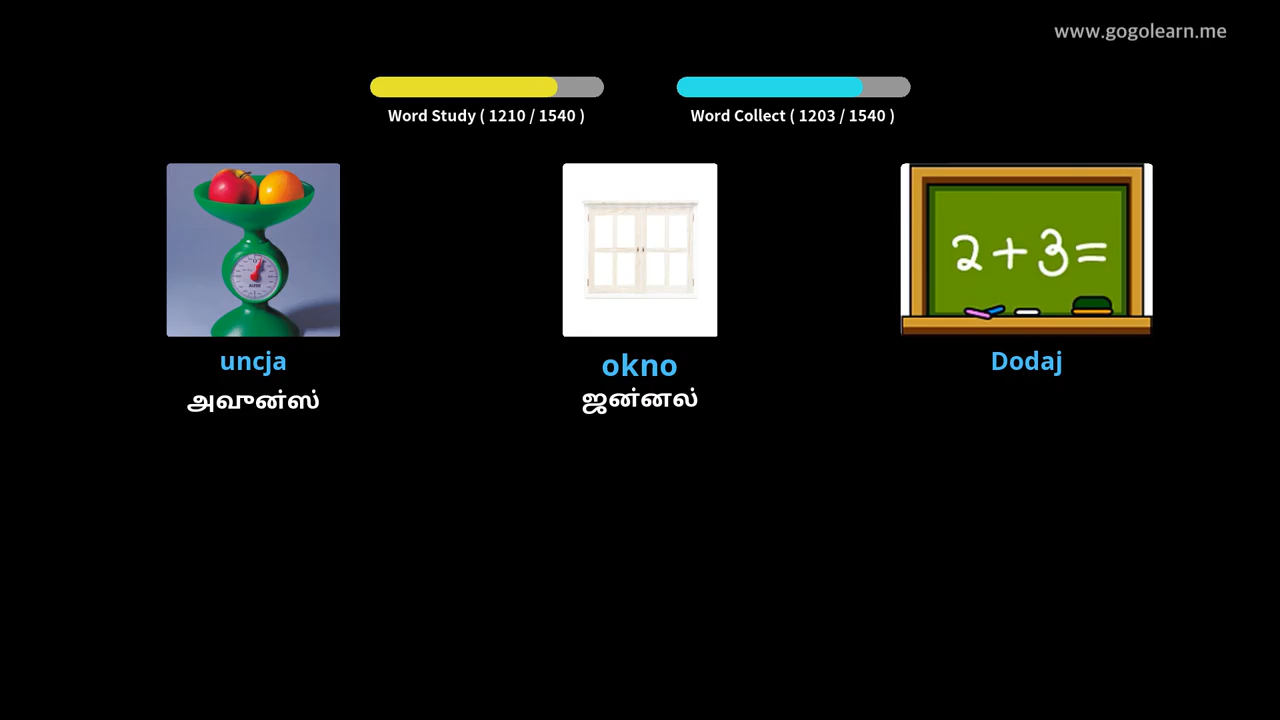 www.gogolearn.me
Word Study ( 1210 / 1540 )
Word Collect ( 1203 / 1540 )
2+3=
uncja
அவுன்ஸ்
okno
ஜன்னல்
Dodaj